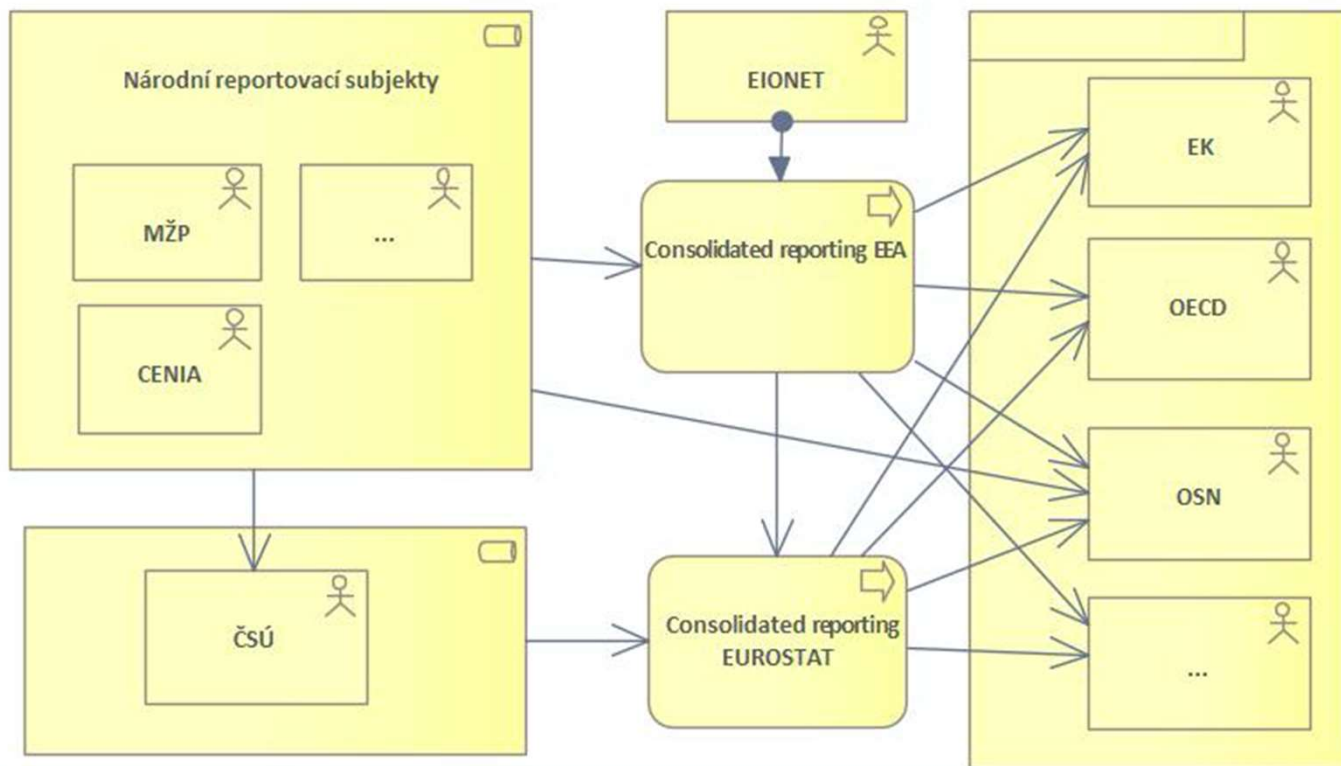 Národní reportovací subjekty
MŽP
...
CENIA
ČSÚ
EIONET
Consolidated reporting EEA
Consolidated reporting
EUROSTAT
EK
OECD
OSN
...